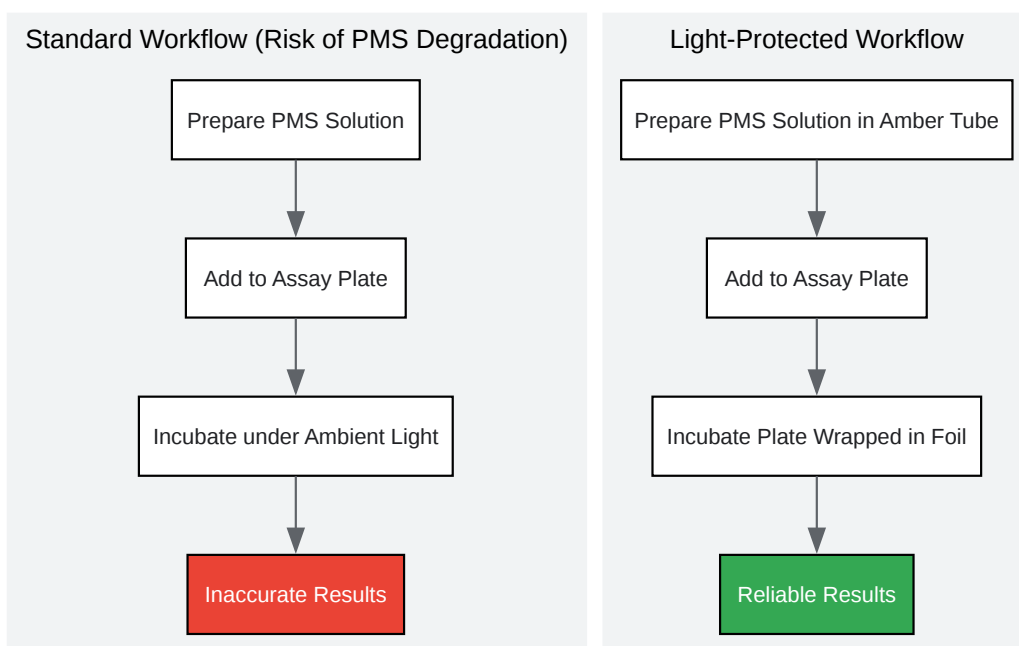 Standard Workflow (Risk of PMS Degradation)
Prepare PMS Solution
Add to Assay Plate
Incubate under Ambient Light
Inaccurate Results
Light-Protected Workflow
Prepare PMS Solution in Amber Tube
Add to Assay Plate
Incubate Plate Wrapped in Foil
Reliable Results